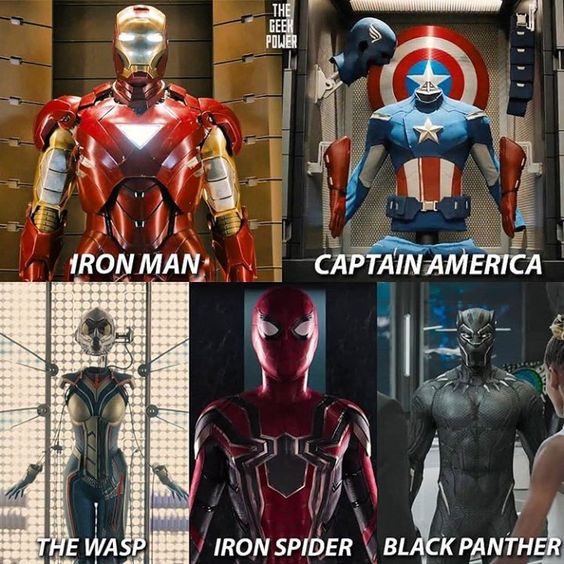 THE
GEEK
POWER
IRON MAN
CAPTAIN AMERICA
THE WASP
IRON SPIDER
BLACK PANTHER